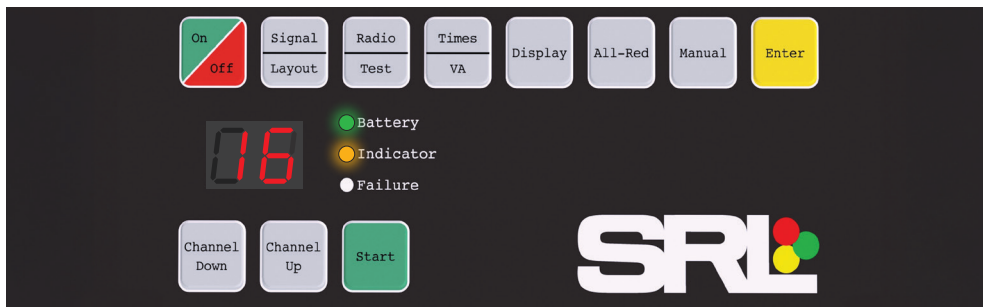 On
Off
Signal
Layout
Radio
Test
Times
VA
Display
All-Red
Manual
Enter
16
Battery
Indicator
Failure
Channel
Down
Channel
Up
Start
SRL